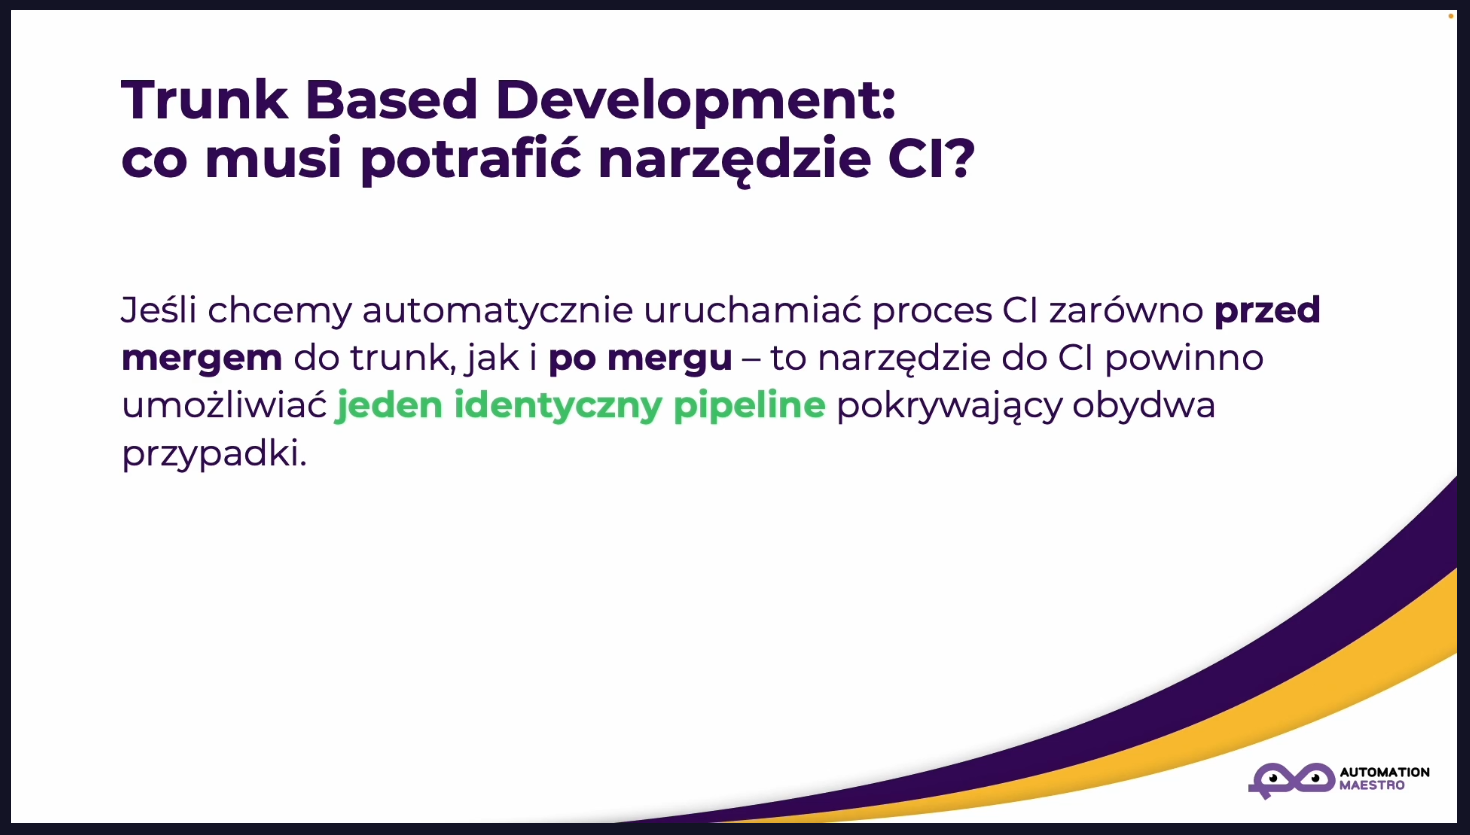 Trunk Based Development:
co musi potrafić narzędzie CI?
Jeśli chcemy automatycznie uruchamiać proces CI zarówno przed
mergem do trunk, jak i po mergu – to narzędzie do CI powinno
umożliwiać jeden identyczny pipeline pokrywający obydwa
przypadki.
AUTOMATION
MAESTRO